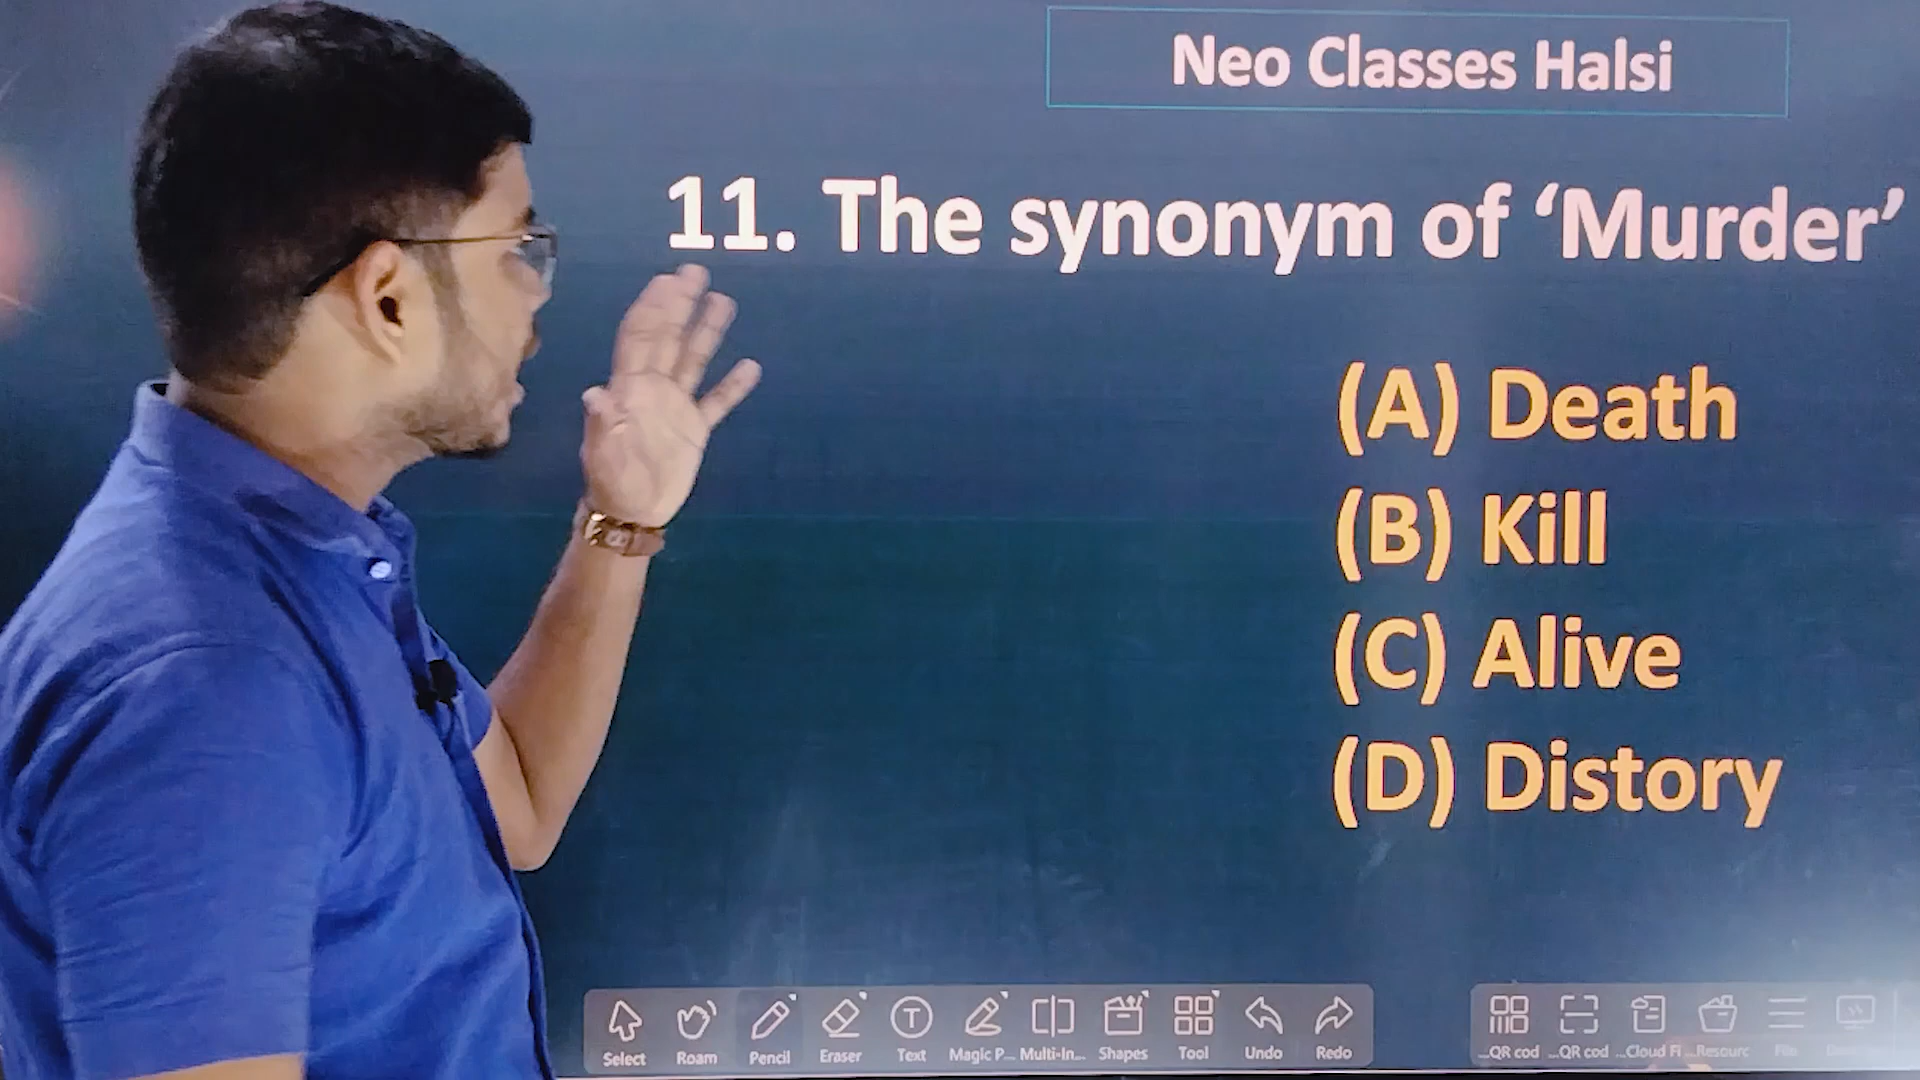 Neo Classes Halsi
11. The synonym of ‘Murder’
(A) Death
(B) Kill
(C) Alive
(D) Distory
Select Roam Pencil Eraser Text Magic P... Multi-In... Shapes Tool Undo Redo
...QR cod ...QR cod ...Cloud Fi ...Resourc File